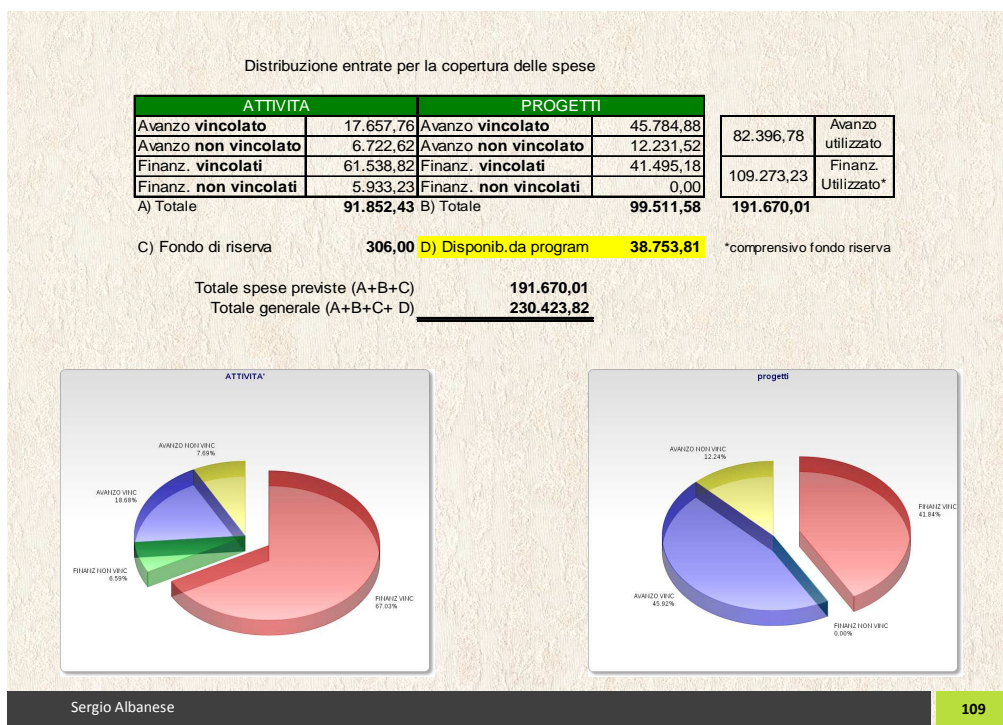 Distribuzione entrate per la copertura delle spese
ATTIVITA PROGETTI
Avanzo vincolato 17.657,76 Avanzo vincolato 45.784,88
Avanzo non vincolato 6.722,62 Avanzo non vincolato 12.231,52
Finanz. vincolati 61.538,82 Finanz. vincolati 41.495,18
Finanz. non vincolati 5.933,23 Finanz. non vincolati 0,00
82.396,78 Avanzo utilizzato
109.273,23 Finanz. Utilizzato*
A) Totale 91.852,43 B) Totale 99.511,58 191.670,01
C) Fondo di riserva 306,00 D) Disponib.da program 38.753,81 *comprensivo fondo riserva
Totale spese previste (A+B+C) 191.670,01
Totale generale (A+B+C+ D) 230.423,82
ATTIVITA'
AVANZO NON VINC
7.69%
AVANZO VINC
18.68%
FINANZ NON VINC
6.59%
FINANZ VINC
67.03%
progetti
AVANZO NON VINC
12.24%
FINANZ VINC
41.84%
AVANZO VINC
45.92%
FINANZ NON VINC
0.00%
Sergio Albanese 109